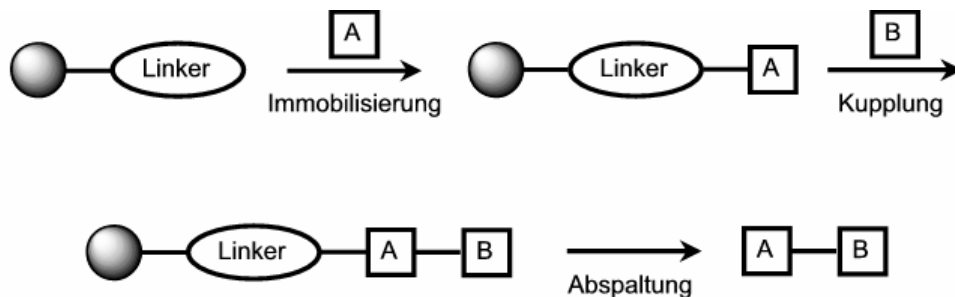 A
B
Linker
Linker
A
Immobilisierung
Kupplung
Linker
A
B
A
B
Abspaltung